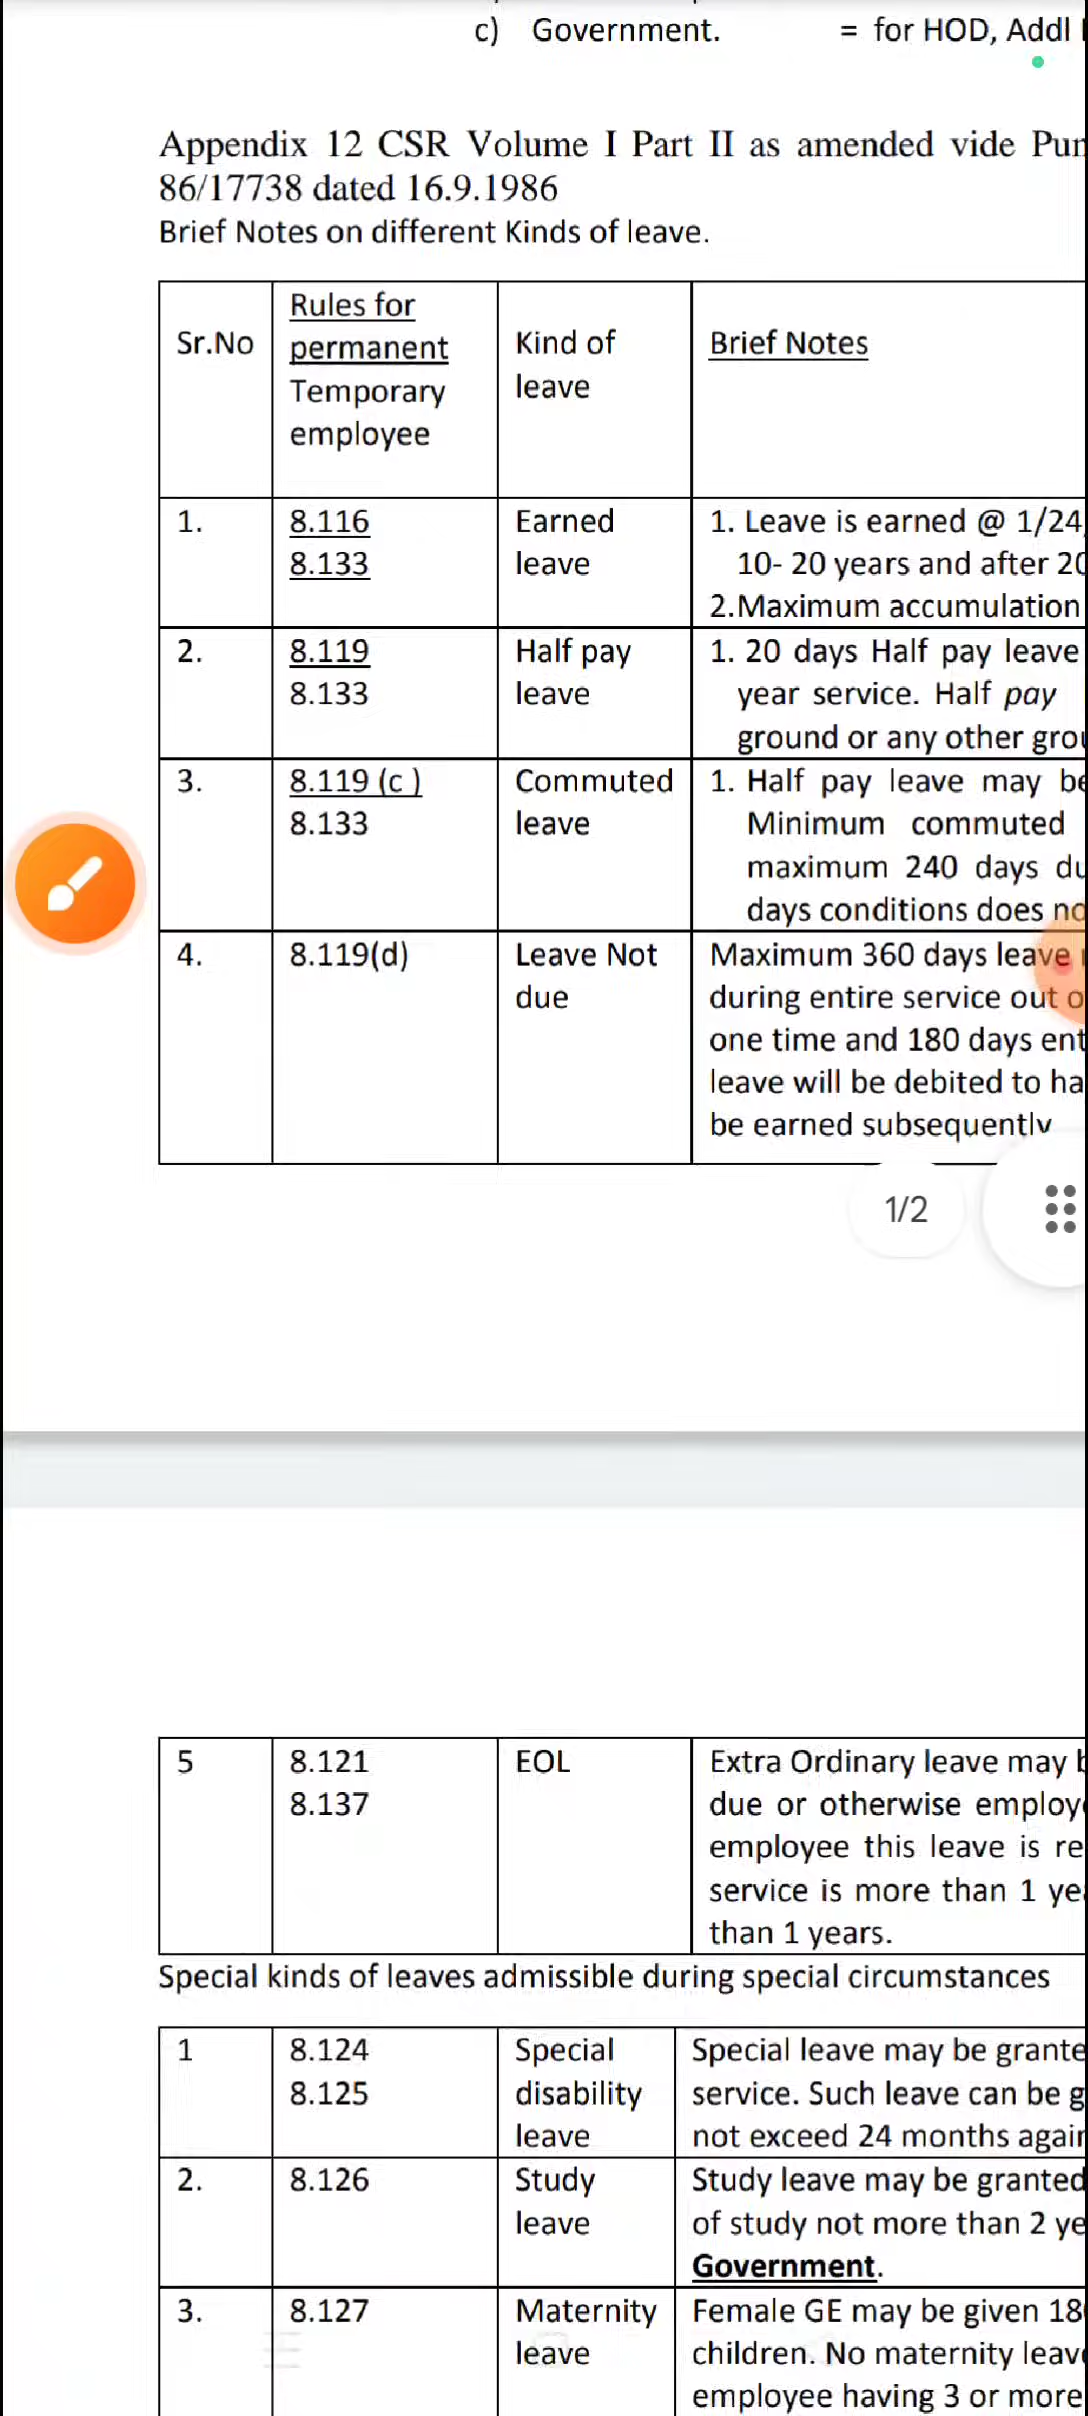 c) Government. = for HOD, Addl
Appendix 12 CSR Volume I Part II as amended vide
86/17738 dated 16.9.1986
Brief Notes on different Kinds of leave.
Sr.No
Rules for
permanent
Temporary
employee
Kind of
leave
Brief Notes
1.
8.116
8.133
Earned
leave
1. Leave is earned @ 1/24
10- 20 years and after
2.Maximum accumulation
2.
8.119
8.133
Half pay
leave
1. 20 days Half pay leave
year service. Half pay
ground or any other
3.
8.119 (c )
8.133
Commuted
leave
1. Half pay leave may
Minimum commuted
maximum 240 days
days conditions does
4.
8.119(d)
Leave Not
due
Maximum 360 days leave
during entire service out
one time and 180 days
leave will be debited to
be earned subsequently
1/2
5
8.121
8.137
EOL
Extra Ordinary leave may
due or otherwise
employee this leave is
service is more than 1
than 1 years.
Special kinds of leaves admissible during special circumstances
1
8.124
8.125
Special
disability
leave
Special leave may be
service. Such leave can be
not exceed 24 months
2.
8.126
Study
leave
Study leave may be granted
of study not more than 2
Government.
3.
8.127
Maternity
leave
Female GE may be given
children. No maternity
employee having 3 or more